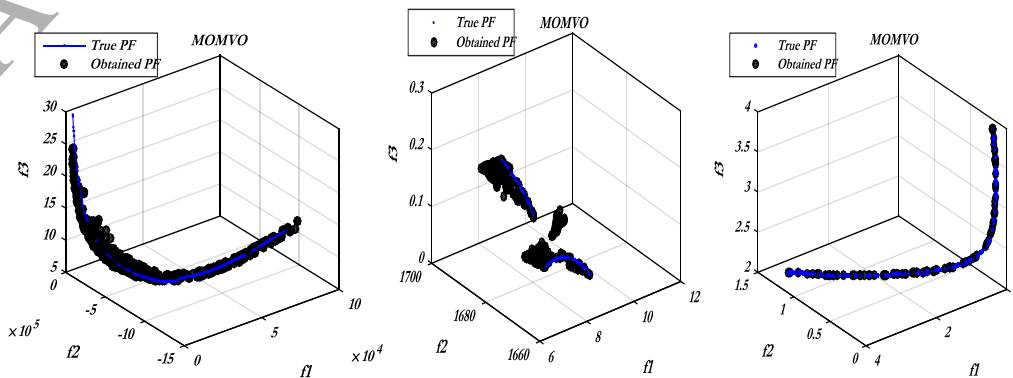 True PF
Obtained PF
MOMVO
30
25
20
15
10
5
f3
0
-5
-10
-15
×10⁵
f2
0
5
10
×10⁴
f1
True PF
Obtained PF
MOMVO
0.3
0.2
0.1
0
f3
1700
1680
1660
f2
6
8
10
12
f1
True PF
Obtained PF
MOMVO
4
3.5
3
2.5
2
f3
1.5
1
0.5
0
f2
4
2
f1